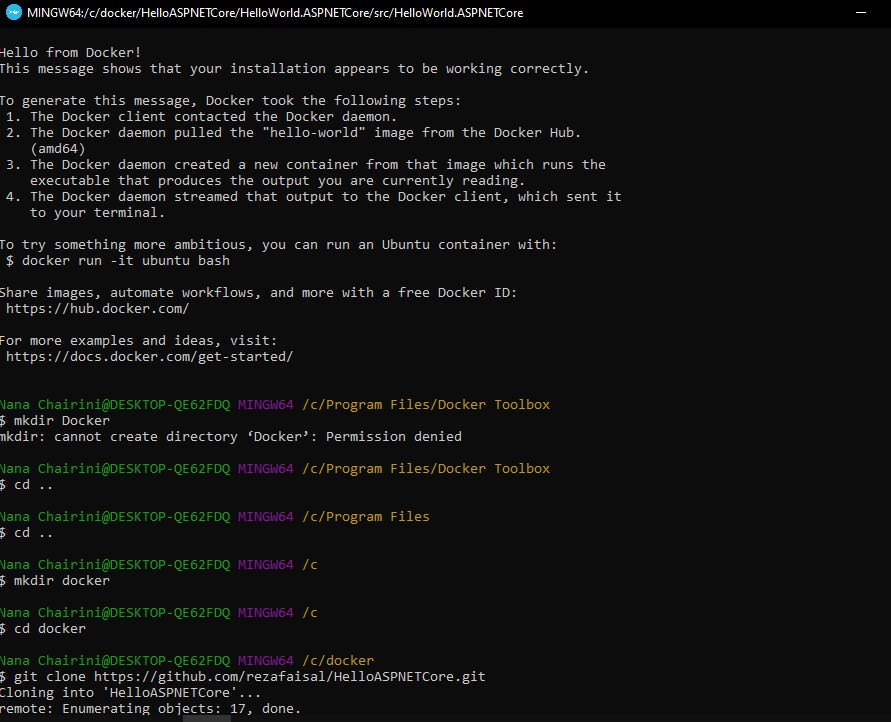 MINGW64:/c/docker/HelloASPNETCore/HelloWorld.ASPNETCore/src/HelloWorld.ASPNETCore
Hello from Docker!
This message shows that your installation appears to be working correctly.
To generate this message, Docker took the following steps:
1. The Docker client contacted the Docker daemon.
2. The Docker daemon pulled the "hello-world" image from the Docker Hub.
(amd64)
3. The Docker daemon created a new container from that image which runs the
executable that produces the output you are currently reading.
4. The Docker daemon streamed that output to the Docker client, which sent it
to your terminal.
To try something more ambitious, you can run an Ubuntu container with:
$ docker run -it ubuntu bash
Share images, automate workflows, and more with a free Docker ID:
https://hub.docker.com/
For more examples and ideas, visit:
https://docs.docker.com/get-started/
Nana Chairini@DESKTOP-QE62FDQ MINGW64 /c/Program Files/Docker Toolbox
$ mkdir Docker
mkdir: cannot create directory ‘Docker’: Permission denied
Nana Chairini@DESKTOP-QE62FDQ MINGW64 /c/Program Files/Docker Toolbox
$ cd ..
Nana Chairini@DESKTOP-QE62FDQ MINGW64 /c/Program Files
$ cd ..
Nana Chairini@DESKTOP-QE62FDQ MINGW64 /c
$ mkdir docker
Nana Chairini@DESKTOP-QE62FDQ MINGW64 /c
$ cd docker
Nana Chairini@DESKTOP-QE62FDQ MINGW64 /c/docker
$ git clone https://github.com/rezafaisal/HelloASPNETCore.git
Cloning into 'HelloASPNETCore'...
remote: Enumerating objects: 17, done.